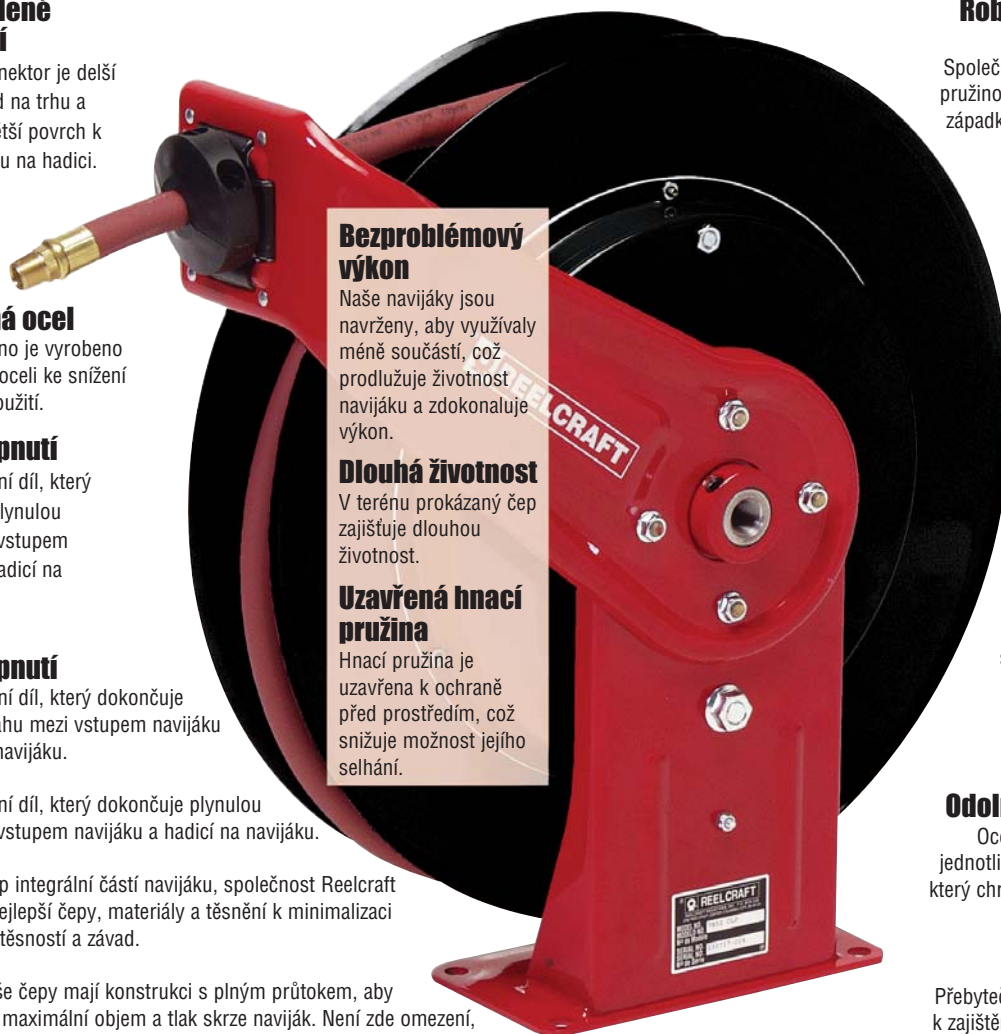 lené
í
nektor je delší
d na trhu a
tší povrch k
u na hadici.
á ocel
no je vyrobeno
oceli ke snížení
oužití.
pnutí
ní díl, který
lynulou
vstupem
adicí na
pnutí
ní díl, který dokončuje
ahu mezi vstupem navijáku
navijáku.
ní díl, který dokončuje plynulou
vstupem navijáku a hadicí na navijáku.
p integrální částí navijáku, společnost Reelcraft
ejlepší čepy, materiály a těsnění k minimalizaci
těsností a závad.
še čepy mají konstrukci s plným průtokem, aby
maximální objem a tlak skrze naviják. Není zde omezení,
Bezproblémový
výkon
Naše navijáky jsou
navrženy, aby využívaly
méně součástí, což
prodlužuje životnost
navijáku a zdokonaluje
výkon.
Dlouhá životnost
V terénu prokázaný čep
zajišťuje dlouhou
životnost.
Uzavřená hnací
pružina
Hnací pružina je
uzavřena k ochraně
před prostředím, což
snižuje možnost jejího
selhání.
REELCRAFT
REELCRAFT
Rob
Společ
pružino
západk
Odol
Oce
jednotli
který chr
Přebyteč
k zajiště